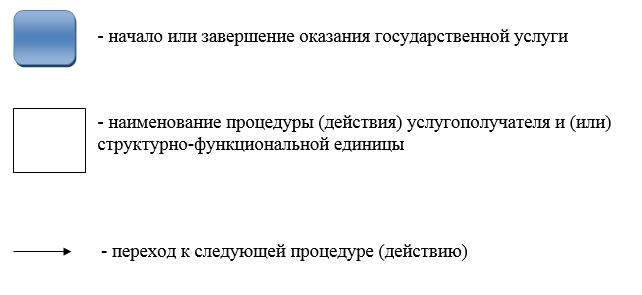 - начало или завершение оказания государственной услуги
- наименование процедуры (действия) услугополучателя и (или)
структурно-функциональной единицы
- переход к следующей процедуре (действию)